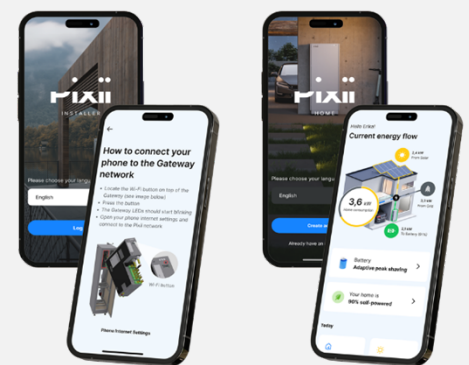 Pixii
INSTALLER
Please choose your langu
English
Log
How to connect your
phone to the Gateway
network
• Locate the Wi-Fi button on top of the
Gateway (see image below)
• Press the button
• The Gateway LEDs should start blinking
• Open your phone internet settings and
connect to the Pixii network
Wi-Fi Button
Phone Internet Settings
Pixii
HOME
Please choose your langu
English
Create a
Already have an
Current energy flow
3,6 kW
Battery
Adaptive peak shaving
Your home is
90% self-powered
Today